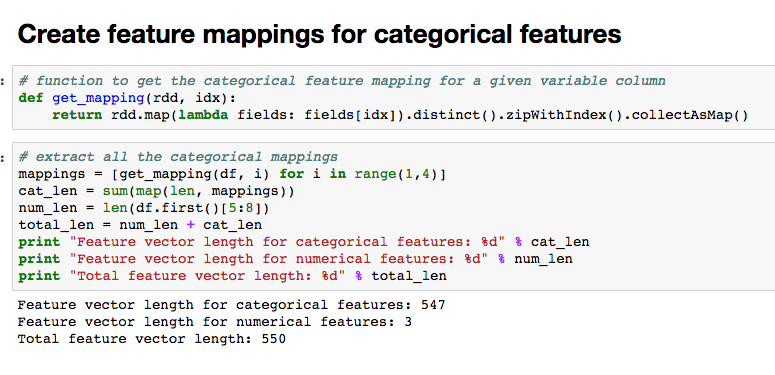 Create feature mappings for categorical features
: # function to get the categorical feature mapping for a given variable column
def get_mapping(rdd, idx):
    return rdd.map(lambda fields: fields[idx]).distinct().zipWithIndex().collectAsMap()
: # extract all the categorical mappings
mappings = [get_mapping(df, i) for i in range(1,4)]
cat_len = sum(map(len, mappings))
num_len = len(df.first()[5:8])
total_len = num_len + cat_len
print "Feature vector length for categorical features: %d" % cat_len
print "Feature vector length for numerical features: %d" % num_len
print "Total feature vector length: %d" % total_len
Feature vector length for categorical features: 547
Feature vector length for numerical features: 3
Total feature vector length: 550